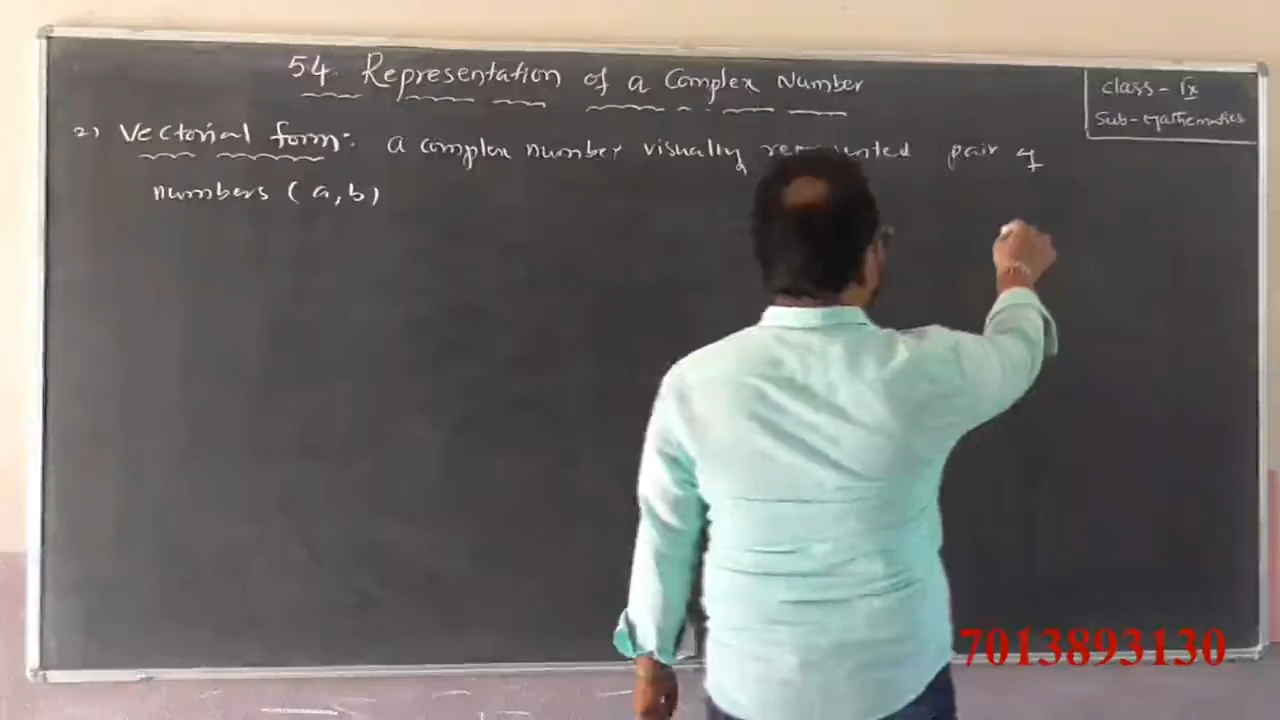 54. Representation of a Complex Number
class - IX
Sub - Mathematics
2) Vectorial form: a complex number visually represented pair of
numbers (a, b)
7013893130